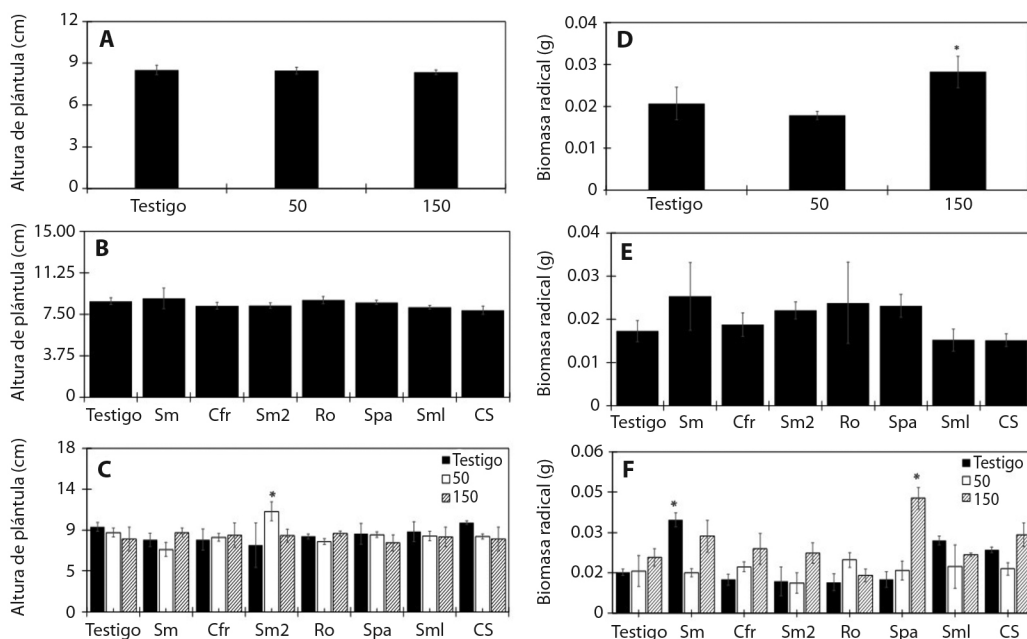 Altura de plántula (cm)
A
12
9
6
3
0
Testigo
50
150
Biomasa radical (g)
D
*
0.04
0.03
0.02
0.01
0
Testigo
50
150
Altura de plántula (cm)
B
15.00
11.25
7.50
3.75
0
Testigo
Sm
Cfr
Sm2
Ro
Spa
Sml
CS
Biomasa radical (g)
E
0.04
0.03
0.02
0.01
0
Testigo
Sm
Cfr
Sm2
Ro
Spa
Sml
CS
Altura de plántula (cm)
C
*
Testigo
50
150
18
14
9
5
0
Testigo
Sm
Cfr
Sm2
Ro
Spa
Sml
CS
Biomasa radical (g)
F
*
*
Testigo
50
150
0.06
0.05
0.03
0.02
0
Testigo
Sm
Cfr
Sm2
Ro
Spa
Sml
CS